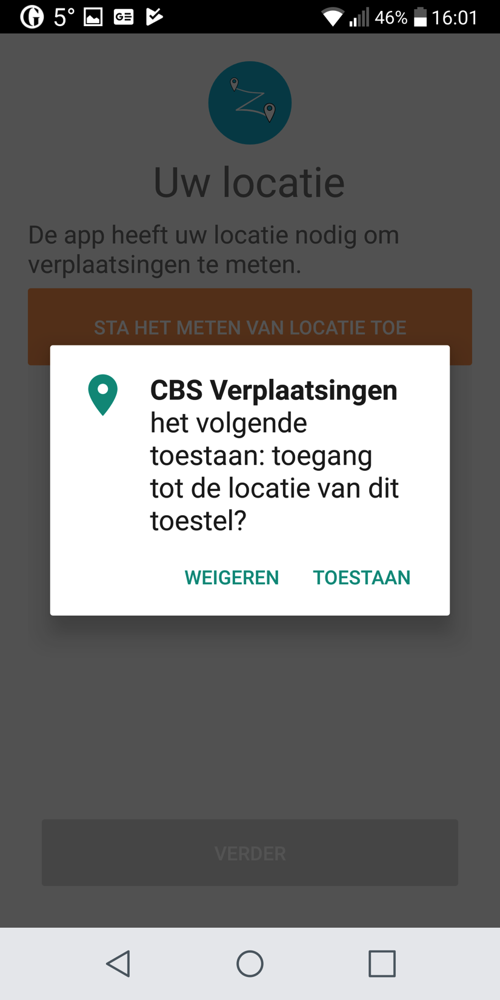 5° GE 46% 16:01
Uw locatie
De app heeft uw locatie nodig om
verplaatsingen te meten.
STA HET METEN VAN LOCATIE TOE
CBS Verplaatsingen
het volgende
toestaan: toegang
tot de locatie van dit
toestel?
WEIGEREN TOESTAAN
VERDER